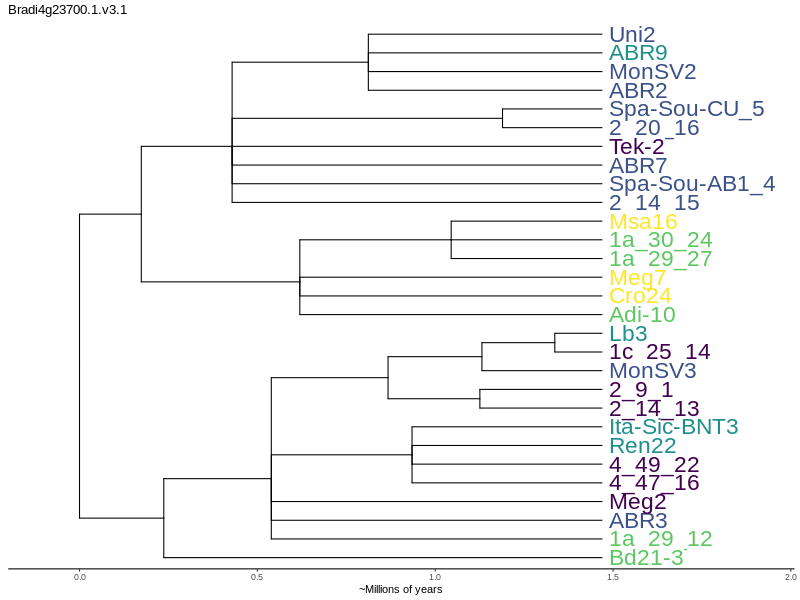 Bradi4g23700.1.v3.1
Uni2
ABR9
MonSV2
ABR2
Spa-Sou-CU_5
2_20_16
Tek-2
ABR7
Spa-Sou-AB1_4
2_14_15
Msa16
1a_30_24
1a_29_27
Meg7
Cro24
Adi-10
Lb3
1c_25_14
MonSV3
2_9_1
2_14_13
Ita-Sic-BNT3
Ren22
4_49_22
4_47_16
Meg2
ABR3
1a_29_12
Bd21-3
0.0 0.5 1.0 1.5 2.0
~Millions of years